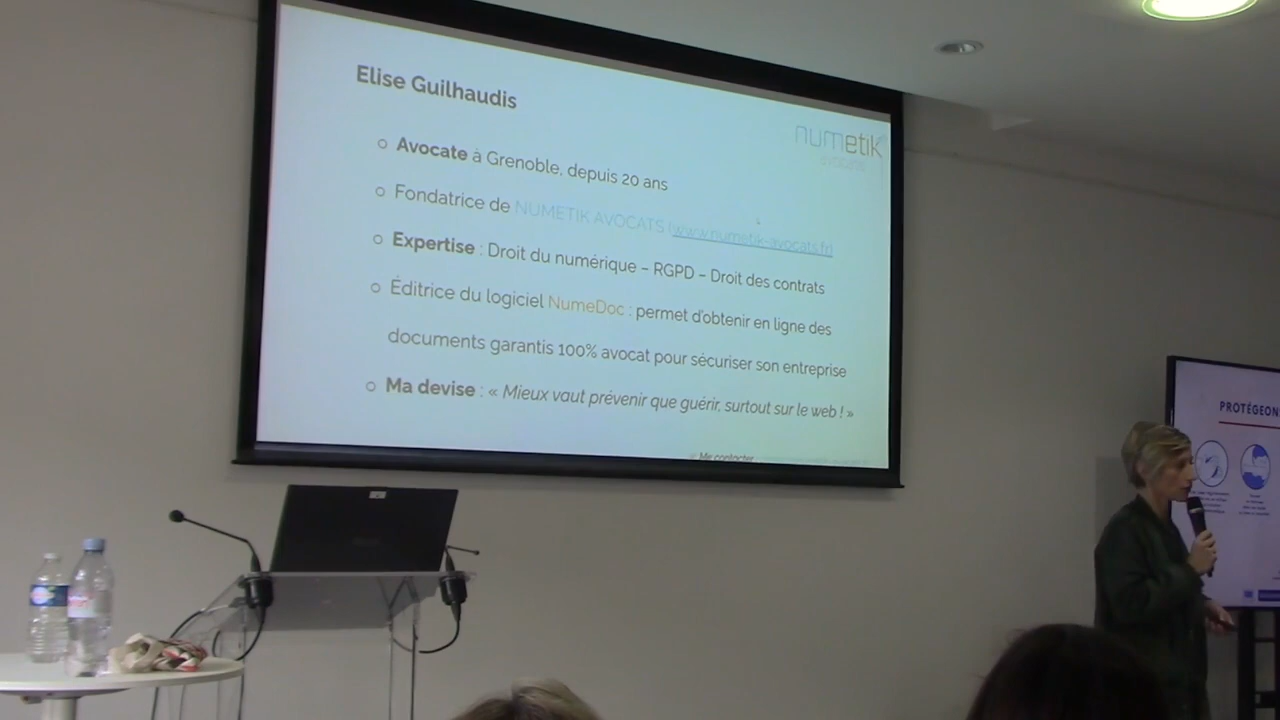 Elise Guilhaudis
numetik
avocats
Avocate à Grenoble, depuis 20 ans
Fondatrice de NUMETIK AVOCATS (www.numetik-avocats.fr)
Expertise : Droit du numérique – RGPD – Droit des contrats
Éditrice du logiciel NumeDoc : permet d'obtenir en ligne des
documents garantis 100% avocat pour sécuriser son entreprise
Ma devise : « Mieux vaut prévenir que guérir, surtout sur le web ! »
Me contacter
PROTÉGEON